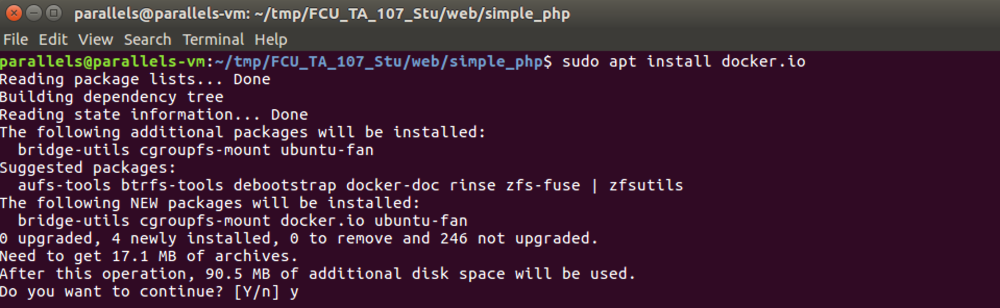 parallels@parallels-vm: ~/tmp/FCU_TA_107_Stu/web/simple_php
File Edit View Search Terminal Help
parallels@parallels-vm:~/tmp/FCU_TA_107_Stu/web/simple_php$ sudo apt install docker.io
Reading package lists... Done
Building dependency tree
Reading state information... Done
The following additional packages will be installed:
  bridge-utils cgroupfs-mount ubuntu-fan
Suggested packages:
  aufs-tools btrfs-tools debootstrap docker-doc rinse zfs-fuse | zfsutils
The following NEW packages will be installed:
  bridge-utils cgroupfs-mount docker.io ubuntu-fan
0 upgraded, 4 newly installed, 0 to remove and 246 not upgraded.
Need to get 17.1 MB of archives.
After this operation, 90.5 MB of additional disk space will be used.
Do you want to continue? [Y/n] y